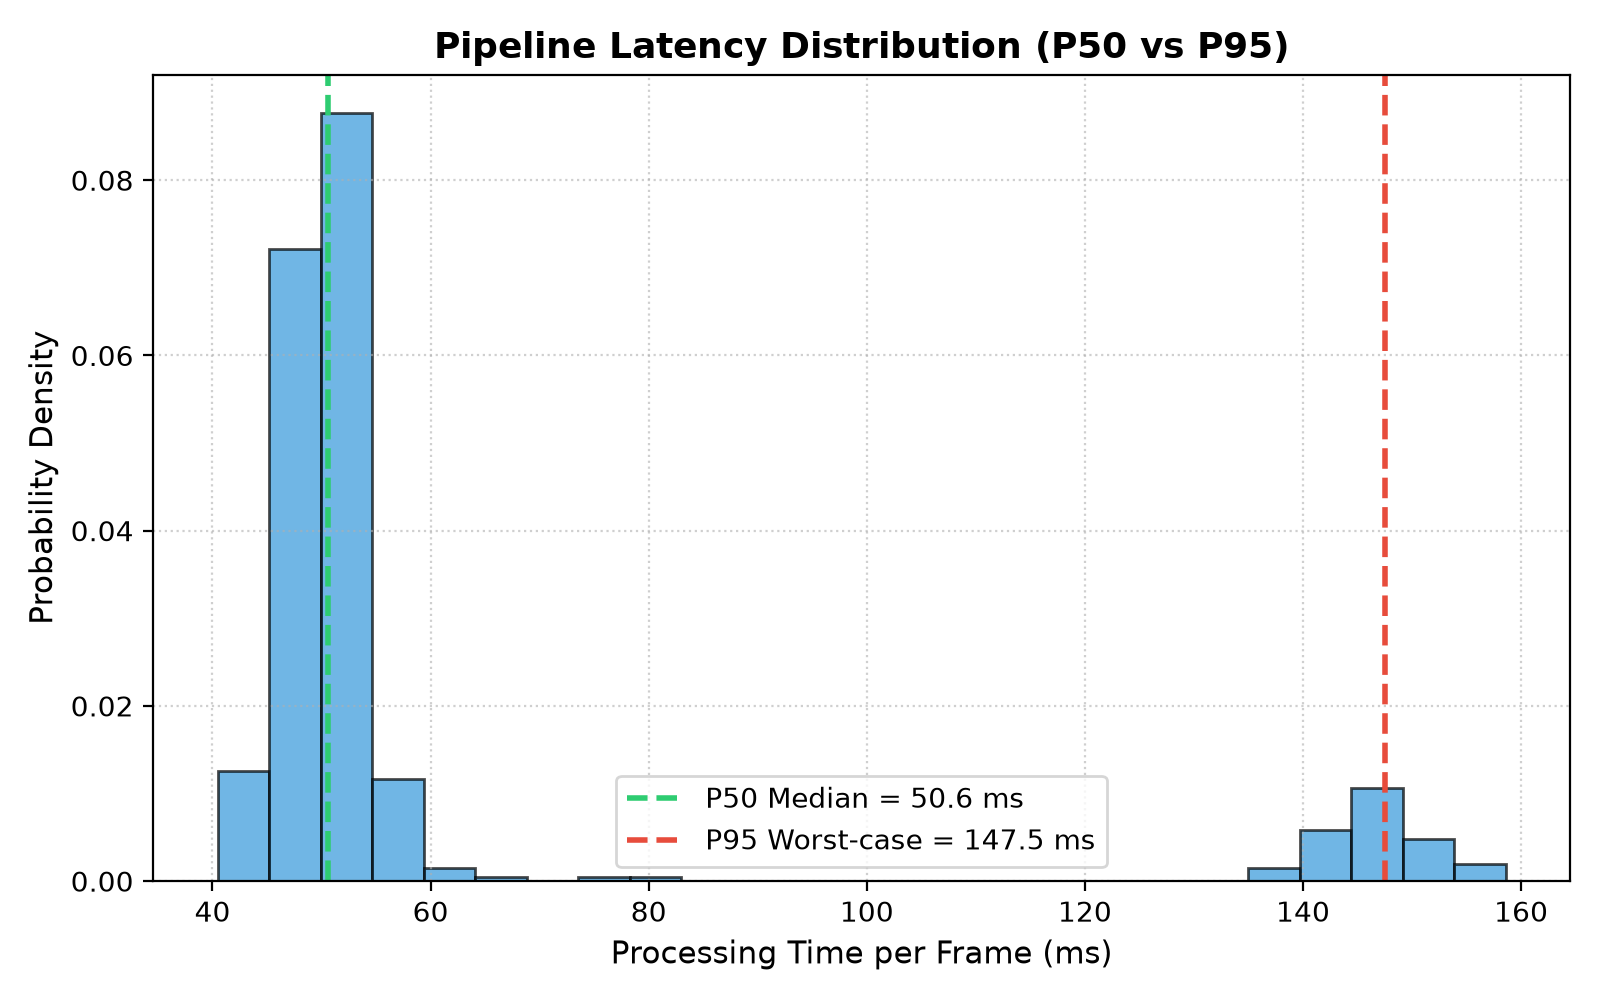 Pipeline Latency Distribution (P50 vs P95)
Probability Density
0.08
0.06
0.04
0.02
0.00
P50 Median = 50.6 ms
P95 Worst-case = 147.5 ms
40 60 80 100 120 140 160
Processing Time per Frame (ms)